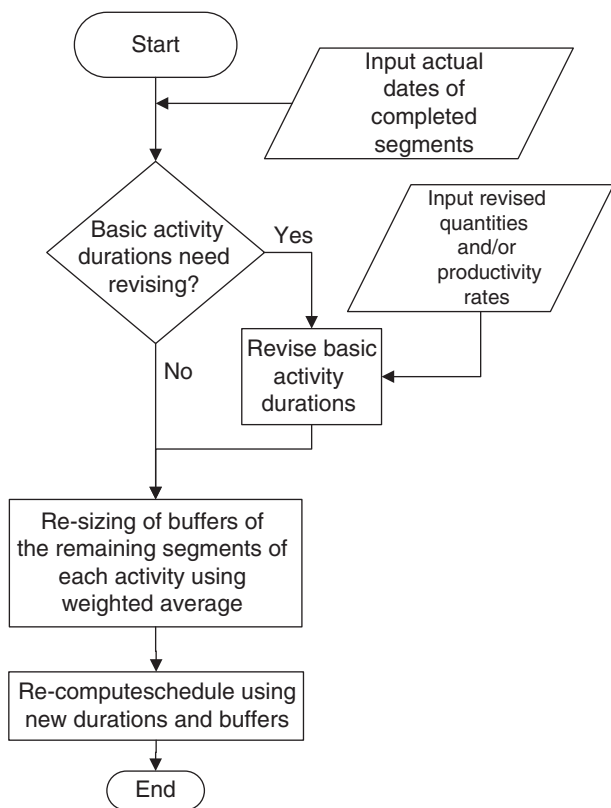 Start
Input actual
dates of
completed
segments
Basic activity
durations need
revising?
Yes
Input revised
quantities
and/or
productivity
rates
No
Revise basic
activity
durations
Re-sizing of buffers of
the remaining segments of
each activity using
weighted average
Re-computeschedule using
new durations and buffers
End